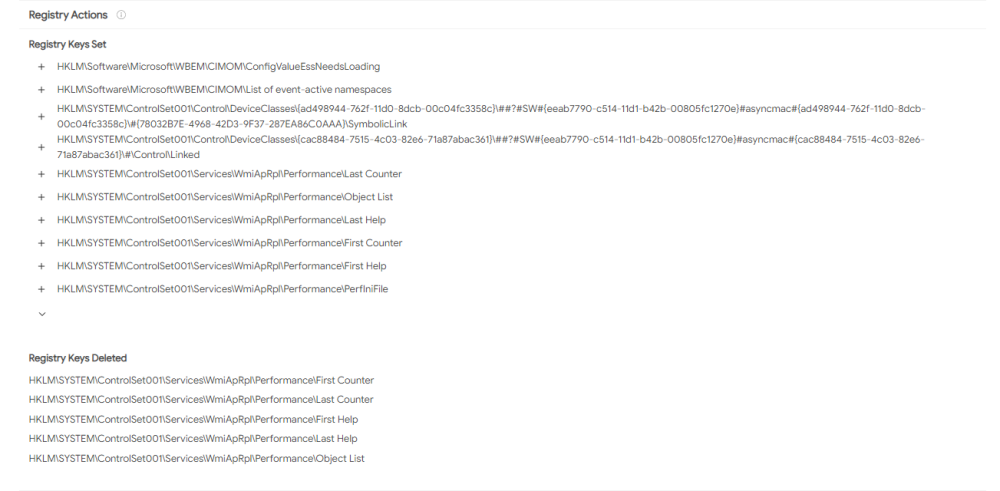 Registry Actions
Registry Keys Set
+ HKLM\Software\Microsoft\WBEM\CIMOM\ConfigValueEssNeedsLoading
+ HKLM\Software\Microsoft\WBEM\CIMOM\List of event-active namespaces
+ HKLM\SYSTEM\ControlSet001\Control\DeviceClasses\{ad498944-762f-11d0-8dcb-00c04fc3358c}\##?#SW#{eeab7790-c514-11d1-b42b-00805fc1270e}#asyncmac#{ad498944-762f-11d0-8dcb-
00c04fc3358c}\#{78032B7E-4968-42D3-9F37-287EA86C0AAA}\SymbolicLink
+ HKLM\SYSTEM\ControlSet001\Control\DeviceClasses\{cac88484-7515-4c03-82e6-71a87abac361}\##?#SW#{eeab7790-c514-11d1-b42b-00805fc1270e}#asyncmac#{cac88484-7515-4c03-82e6-
71a87abac361}\#\Control\Linked
+ HKLM\SYSTEM\ControlSet001\Services\WmiApRpl\Performance\Last Counter
+ HKLM\SYSTEM\ControlSet001\Services\WmiApRpl\Performance\Object List
+ HKLM\SYSTEM\ControlSet001\Services\WmiApRpl\Performance\Last Help
+ HKLM\SYSTEM\ControlSet001\Services\WmiApRpl\Performance\First Counter
+ HKLM\SYSTEM\ControlSet001\Services\WmiApRpl\Performance\First Help
+ HKLM\SYSTEM\ControlSet001\Services\WmiApRpl\Performance\PerfIniFile
Registry Keys Deleted
HKLM\SYSTEM\ControlSet001\Services\WmiApRpl\Performance\First Counter
HKLM\SYSTEM\ControlSet001\Services\WmiApRpl\Performance\Last Counter
HKLM\SYSTEM\ControlSet001\Services\WmiApRpl\Performance\First Help
HKLM\SYSTEM\ControlSet001\Services\WmiApRpl\Performance\Last Help
HKLM\SYSTEM\ControlSet001\Services\WmiApRpl\Performance\Object List